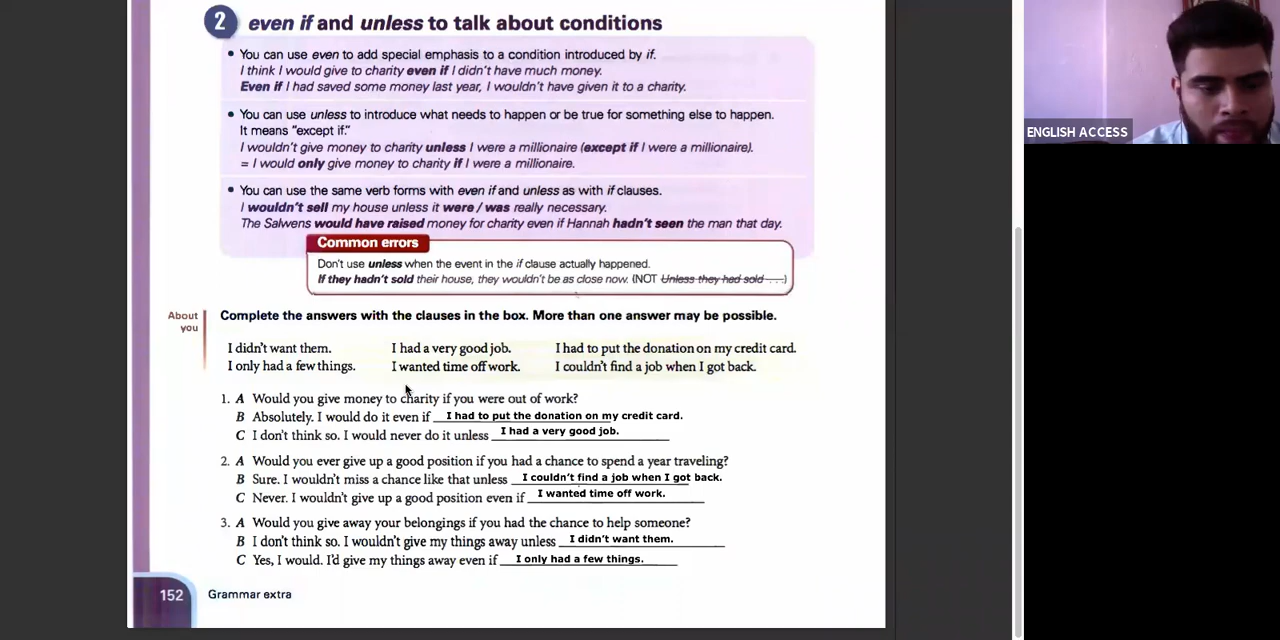 2 even if and unless to talk about conditions
• You can use even to add special emphasis to a condition introduced by if.
I think I would give to charity even if I didn't have much money.
Even if I had saved some money last year, I wouldn't have given it to a charity.
• You can use unless to introduce what needs to happen or be true for something else to happen.
It means "except if."
I wouldn't give money to charity unless I were a millionaire (except if I were a millionaire).
= I would only give money to charity if I were a millionaire.
• You can use the same verb forms with even if and unless as with if clauses.
I wouldn't sell my house unless it were / was really necessary.
The Salwens would have raised money for charity even if Hannah hadn't seen the man that day.
Common errors
Don't use unless when the event in the if clause actually happened.
If they hadn't sold their house, they wouldn't be as close now. (NOT Unless they had sold . . . .)
About you
Complete the answers with the clauses in the box. More than one answer may be possible.
I didn't want them. I had a very good job. I had to put the donation on my credit card.
I only had a few things. I wanted time off work. I couldn't find a job when I got back.
1. A Would you give money to charity if you were out of work?
B Absolutely. I would do it even if I had to put the donation on my credit card.
C I don't think so. I would never do it unless I had a very good job.
2. A Would you ever give up a good position if you had a chance to spend a year traveling?
B Sure. I wouldn't miss a chance like that unless I couldn't find a job when I got back.
C Never. I wouldn't give up a good position even if I wanted time off work.
3. A Would you give away your belongings if you had the chance to help someone?
B I don't think so. I wouldn't give my things away unless I didn't want them.
C Yes, I would. I'd give my things away even if I only had a few things.
152 Grammar extra
ENGLISH ACCESS